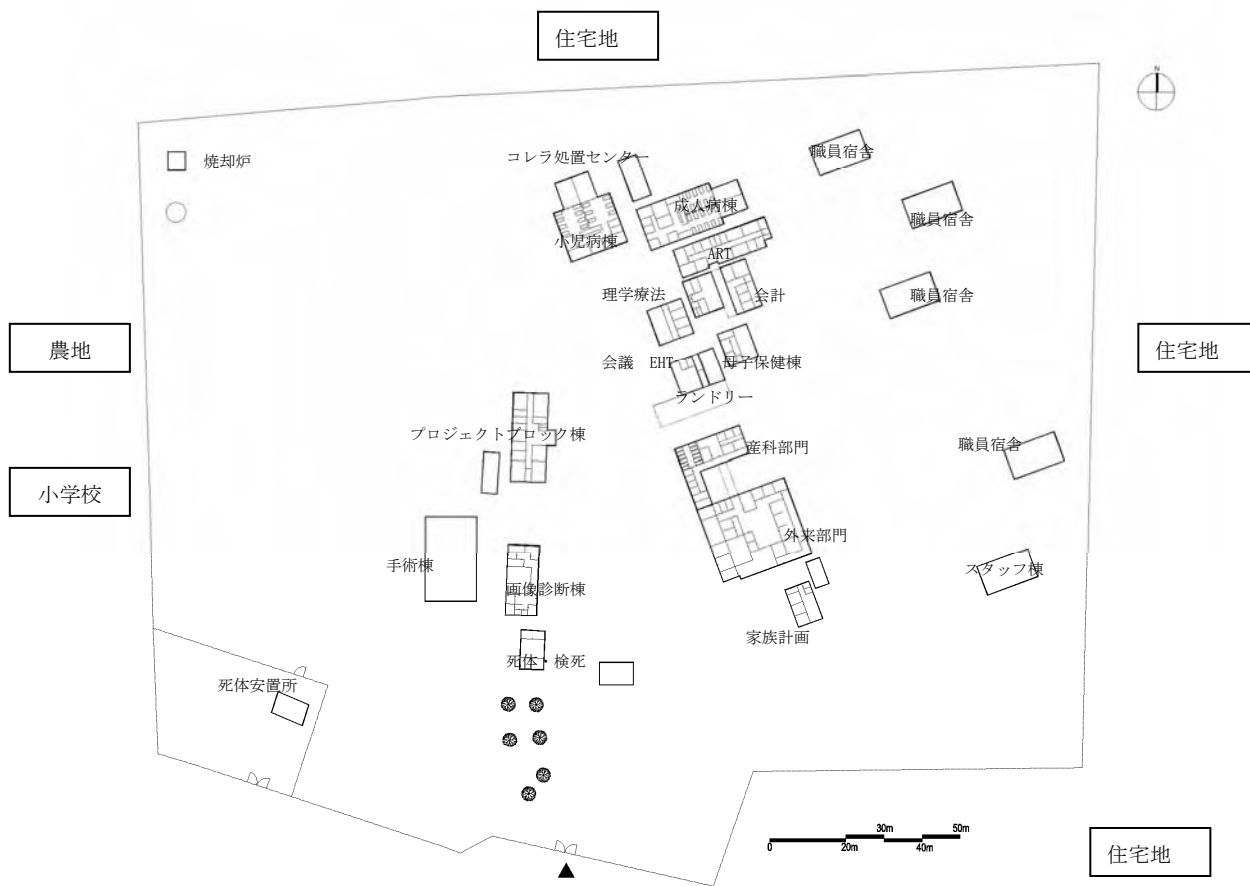 住宅地
N
焼却炉
コレラ処置センター
職員宿舎
成人病棟
職員宿舎
小児病棟
ART
理学療法
会計
職員宿舎
農地
住宅地
会議 EHT
母子保健棟
ランドリー
プロジェクトブロック棟
産科部門
職員宿舎
小学校
外来部門
手術棟
画像診断棟
スタッフ棟
家族計画
死体・検死
死体安置所
30m 50m
0 20m 40m
住宅地